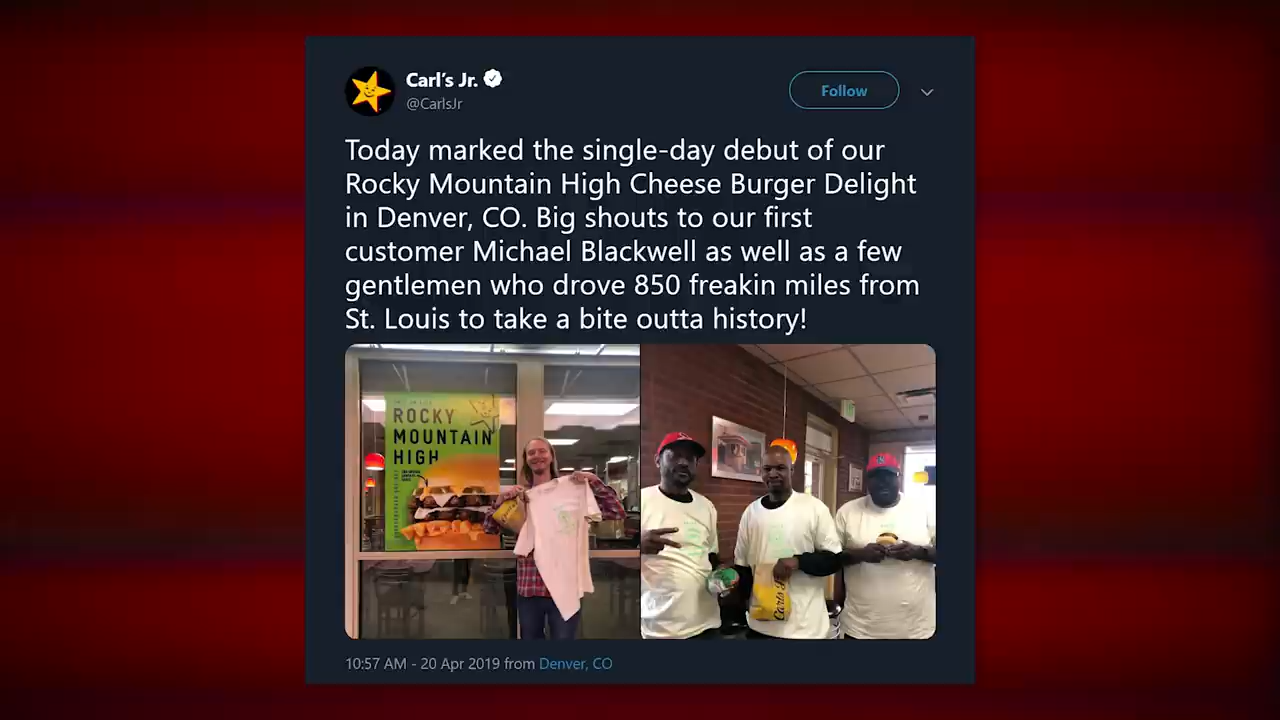 Carl's Jr.
@CarlsJr
Follow
Today marked the single-day debut of our
Rocky Mountain High Cheese Burger Delight
in Denver, CO. Big shouts to our first
customer Michael Blackwell as well as a few
gentlemen who drove 850 freakin miles from
St. Louis to take a bite outta history!
ROCKY
MOUNTAIN
HIGH
Carl's Jr
10:57 AM - 20 Apr 2019 from Denver, CO